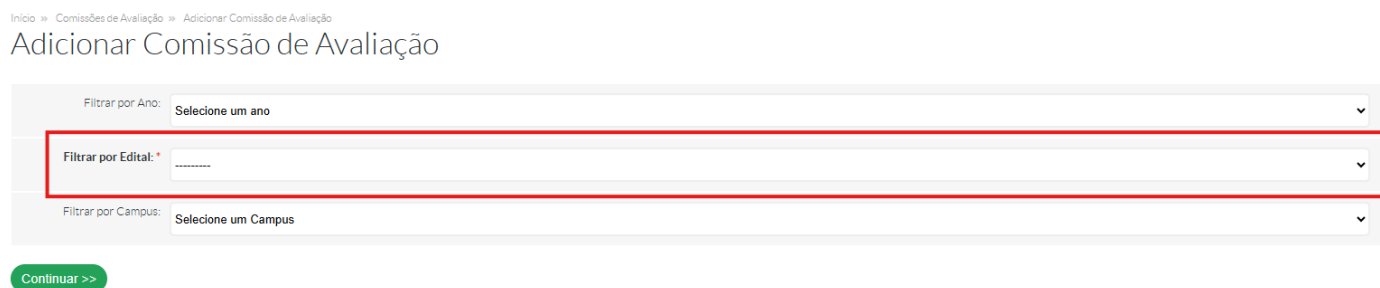 Início » Comissões de Avaliação » Adicionar Comissão de Avaliação
Adicionar Comissão de Avaliação
Filtrar por Ano: Selecione um ano
Filtrar por Edital: * ---------
Filtrar por Campus: Selecione um Campus
Continuar >>